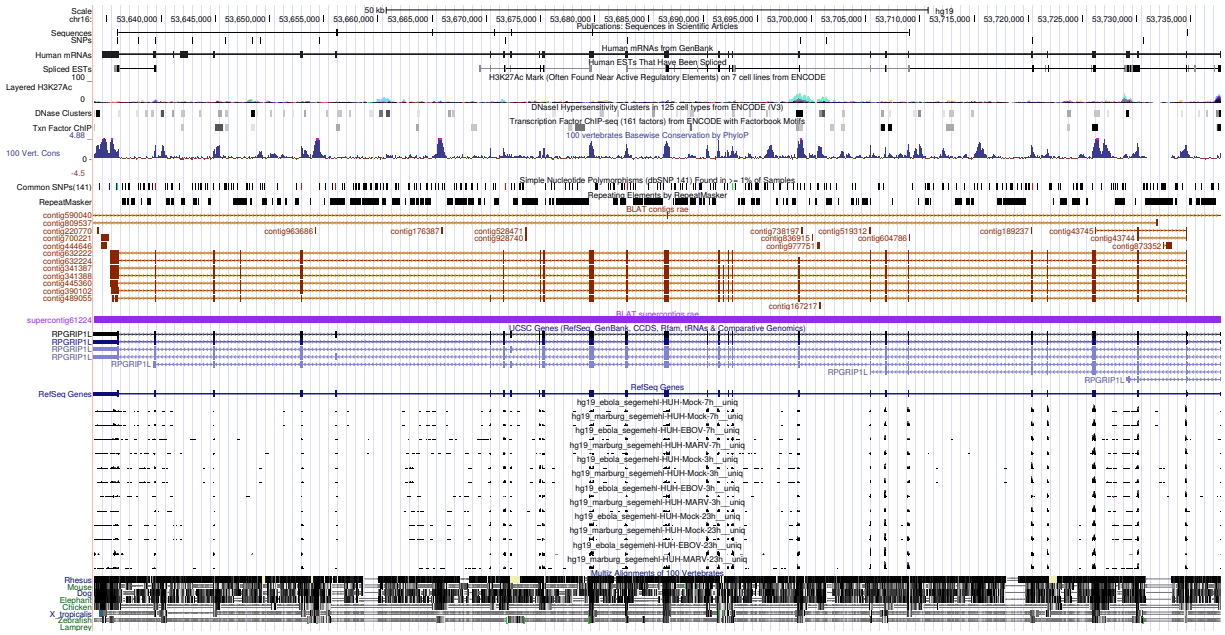 Scale 50 kb hg19
chr16: 53,640,000 53,645,000 53,650,000 53,655,000 53,660,000 53,665,000 53,670,000 53,675,000 53,680,000 53,685,000 53,690,000 53,695,000 53,700,000 53,705,000 53,710,000 53,715,000 53,720,000 53,725,000 53,730,000 53,735,000
Publications: Sequences in Scientific Articles
Sequences
SNPs
Human mRNAs from GenBank
Human mRNAs
Human ESTs That Have Been Spliced
Spliced ESTs
H3K27Ac Mark (Often Found Near Active Regulatory Elements) on 7 cell lines from ENCODE
100
Layered H3K27Ac
0
DNaseI Hypersensitivity Clusters in 125 cell types from ENCODE (V3)
DNase Clusters
Transcription Factor ChIP-seq (161 factors) from ENCODE with Factorbook Motifs
Txn Factor ChIP
100 vertebrates Basewise Conservation by PhyloP
4.88
100 Vert. Cons
0
-4.5
Simple Nucleotide Polymorphisms (dbSNP 141) Found in >= 1% of Samples
Common SNPs(141)
Repeating Elements by RepeatMasker
RepeatMasker
BLAT contigs rae
contig590040
contig809537
contig220770 contig963686 contig176387 contig528471 contig738197 contig519312 contig189237 contig43745
contig700221 contig928740 contig836915 contig604786 contig43744
contig444646 contig977751 contig873352
contig632222
contig632224
contig341387
contig341388
contig445360
contig390102
contig489055
contig167217
BLAT supercontigs rae
supercontig61224
UCSC Genes (RefSeq, GenBank, CCDS, Rfam, tRNAs & Comparative Genomics)
RPGRIP1L
RPGRIP1L
RPGRIP1L
RPGRIP1L
RPGRIP1L
RPGRIP1L
RPGRIP1L
RefSeq Genes
RefSeq Genes
hg19_ebola_segemehl-HUH-Mock-7h__uniq
hg19_marburg_segemehl-HUH-Mock-7h__uniq
hg19_ebola_segemehl-HUH-EBOV-7h__uniq
hg19_marburg_segemehl-HUH-MARV-7h__uniq
hg19_ebola_segemehl-HUH-Mock-3h__uniq
hg19_marburg_segemehl-HUH-Mock-3h__uniq
hg19_ebola_segemehl-HUH-EBOV-3h__uniq
hg19_marburg_segemehl-HUH-MARV-3h__uniq
hg19_ebola_segemehl-HUH-Mock-23h__uniq
hg19_marburg_segemehl-HUH-Mock-23h__uniq
hg19_ebola_segemehl-HUH-EBOV-23h__uniq
hg19_marburg_segemehl-HUH-MARV-23h__uniq
Multiz Alignments of 100 Vertebrates
Rhesus
Mouse
Dog
Elephant
Chicken
X_tropicalis
Zebrafish
Lamprey